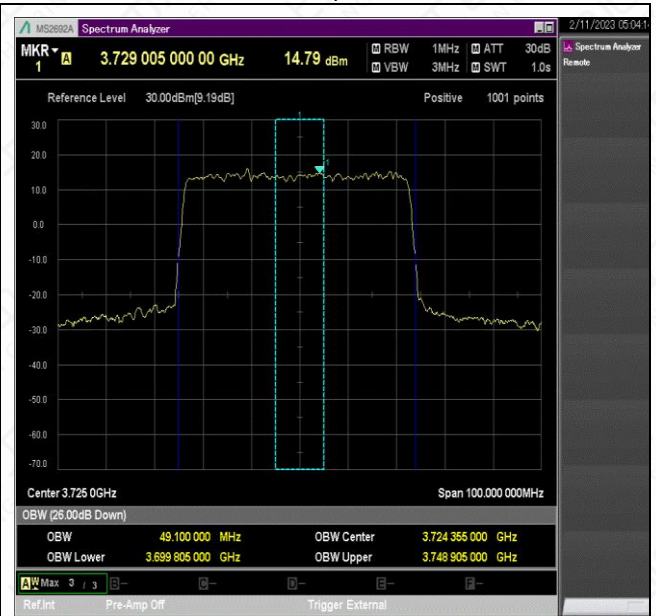 MS2692A Spectrum Analyzer
2/11/2023 05:04:1
MKR 1 A 3.729 005 000 00 GHz 14.79 dBm
M RBW 1MHz M ATT 30dB
M VBW 3MHz M SWT 1.0s
Spectrum Analyzer
Remote
Reference Level 30.00dBm[9.19dB] Positive 1001 points
1
30.0
20.0
1
10.0
0.0
-10.0
-20.0
-30.0
-40.0
-50.0
-60.0
-70.0
Center 3.725 0GHz Span 100.000 000MHz
OBW (26.00dB Down)
OBW 49.100 000 MHz OBW Center 3.724 355 000 GHz
OBW Lower 3.699 805 000 GHz OBW Upper 3.748 905 000 GHz
A W Max 3 / 3 B- C- D- E- F-
Ref.Int Pre-Amp Off Trigger External